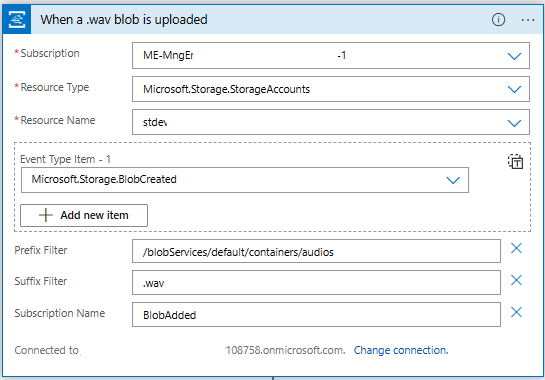 When a .wav blob is uploaded
*Subscription
ME-MngEr -1
*Resource Type
Microsoft.Storage.StorageAccounts
*Resource Name
stdev
Event Type Item - 1
Microsoft.Storage.BlobCreated
Add new item
Prefix Filter
/blobServices/default/containers/audios
Suffix Filter
.wav
Subscription Name
BlobAdded
Connected to 108758.onmicrosoft.com. Change connection.